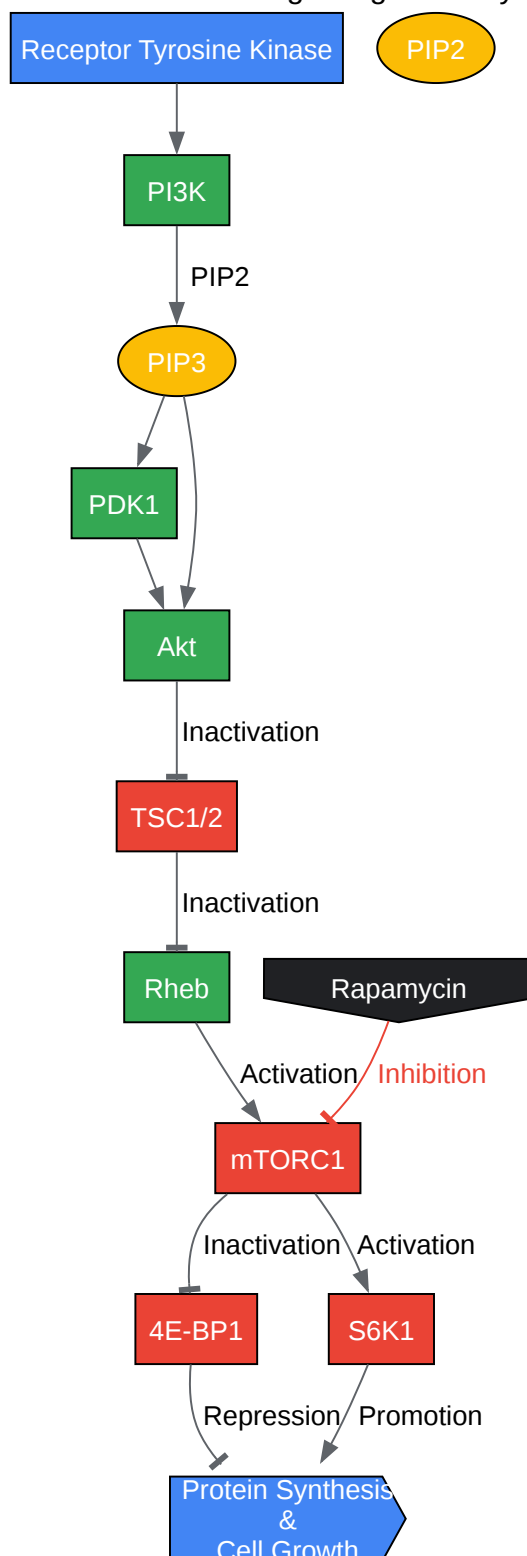 Receptor Tyrosine Kinase
PIP2
PI3K
PIP2
PIP3
PDK1
Akt
Inactivation
TSC1/2
Inactivation
Rheb
Rapamycin
Activation
Inhibition
mTORC1
Inactivation
Activation
4E-BP1
S6K1
Repression
Promotion
Protein Synthesis
&
Cell Growth